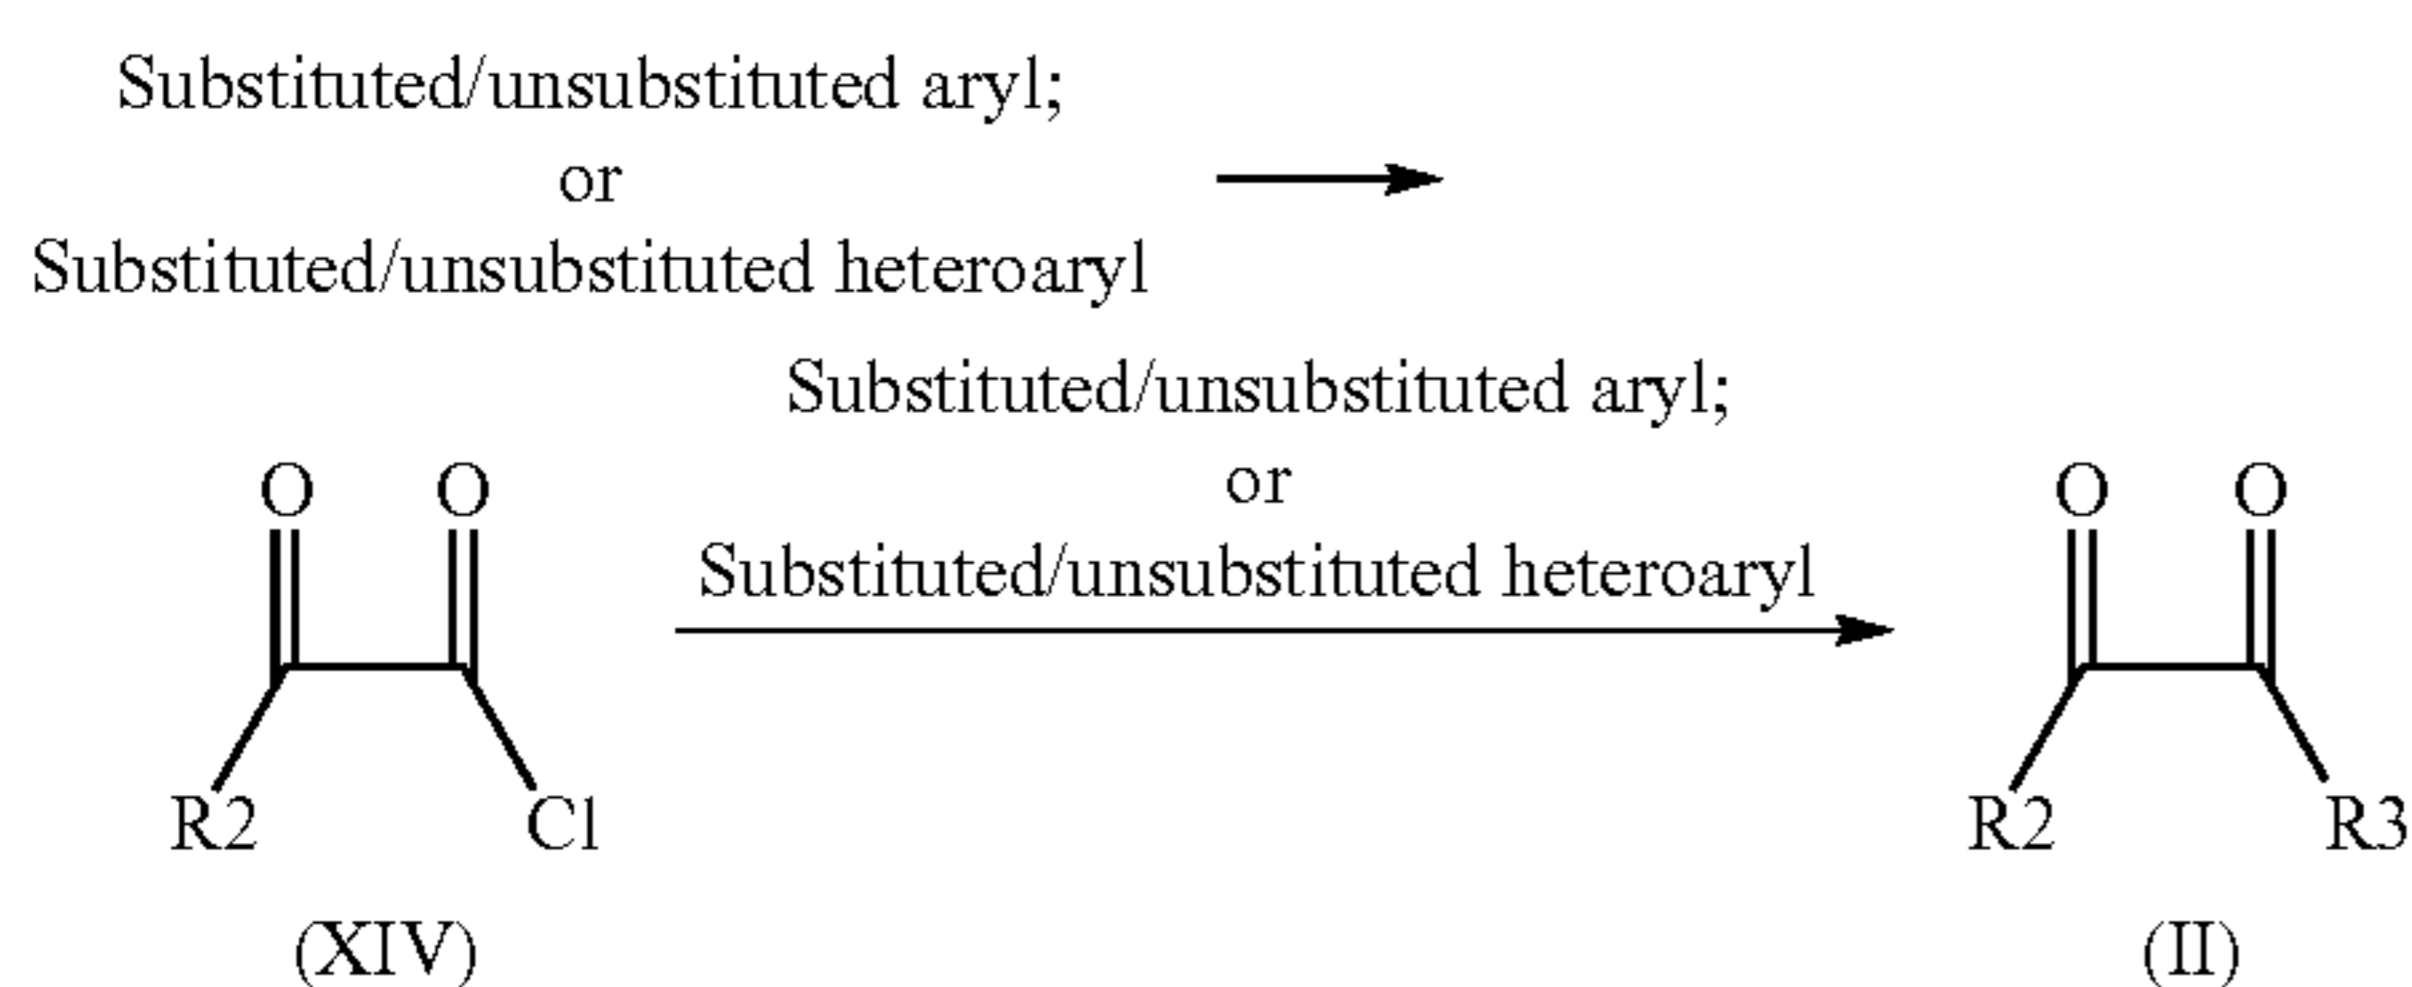 Substituted/unsubstituted aryl;
or
Substituted/unsubstituted heteroaryl
Substituted/unsubstituted aryl;
or
Substituted/unsubstituted heteroaryl
O O O O
R2 Cl R2 R3
(XIV) (II)